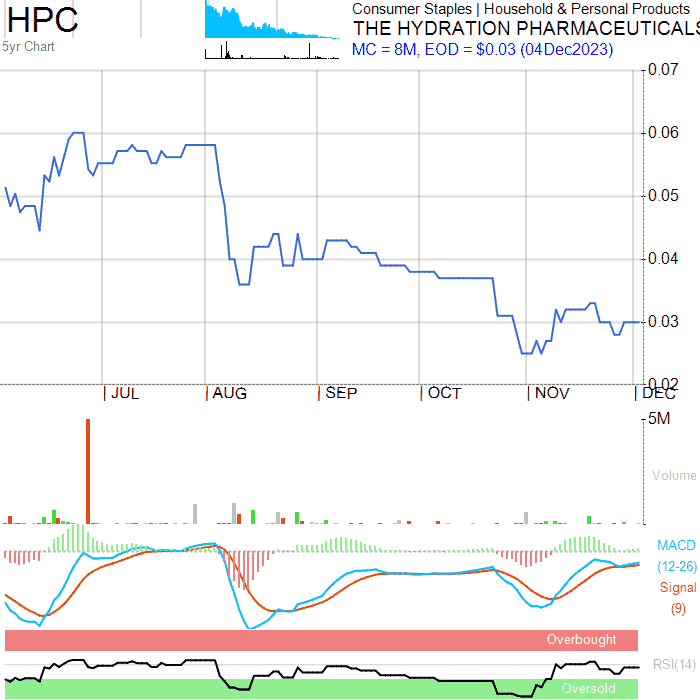 HPC
5yr Chart
Consumer Staples | Household & Personal Products
THE HYDRATION PHARMACEUTICALS
MC = 8M, EOD = $0.03 (04Dec2023)
0.07
0.06
0.05
0.04
0.03
0.02
JUL AUG SEP OCT NOV DEC
5M
Volume
MACD
(12-26)
Signal
(9)
Overbought
RSI(14)
Oversold